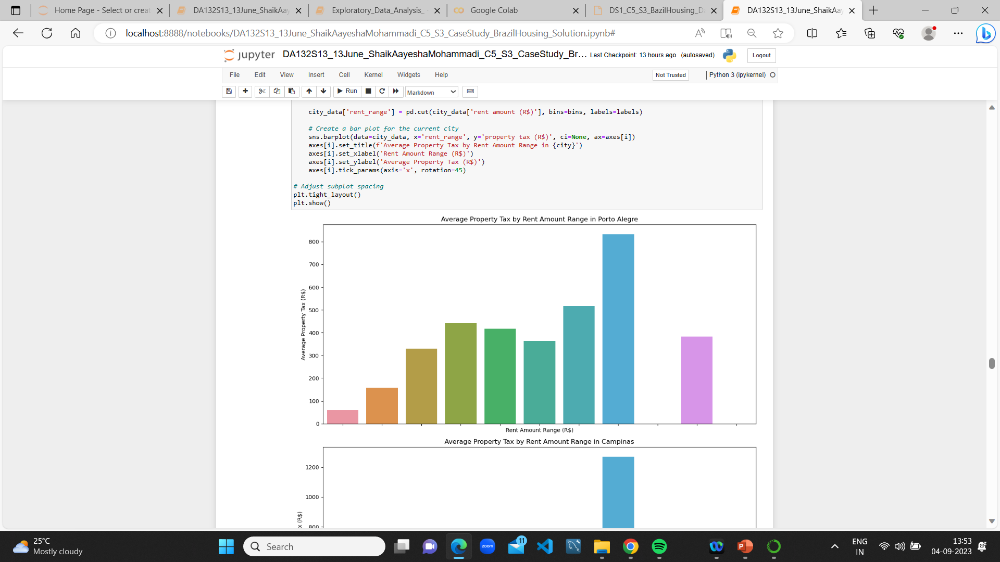 Home Page - Select or creat
DA132S13_13June_ShaikAay
Exploratory_Data_Analysis_
Google Colab
DS1_C5_S3_BazilHousing_D
DA132S13_13June_ShaikAay
localhost:8888/notebooks/DA132S13_13June_ShaikAayeshaMohammadi_C5_S3_CaseStudy_BrazilHousing_Solution.ipynb#
jupyter DA132S13_13June_ShaikAayeshaMohammadi_C5_S3_CaseStudy_Br... Last Checkpoint: 13 hours ago (autosaved) Logout
File Edit View Insert Cell Kernel Widgets Help Not Trusted Python 3 (ipykernel)
Run Markdown
city_data['rent_range'] = pd.cut(city_data['rent amount (R$)'], bins=bins, labels=labels)
# Create a bar plot for the current city
sns.barplot(data=city_data, x='rent_range', y='property tax (R$)', ci=None, ax=axes[i])
axes[i].set_title(f'Average Property Tax by Rent Amount Range in {city}')
axes[i].set_xlabel('Rent Amount Range (R$)')
axes[i].set_ylabel('Average Property Tax (R$)')
axes[i].tick_params(axis='x', rotation=45)
# Adjust subplot spacing
plt.tight_layout()
plt.show()
Average Property Tax by Rent Amount Range in Porto Alegre
Average Property Tax (R$)
800
700
600
500
400
300
200
100
0
Rent Amount Range (R$)
Average Property Tax by Rent Amount Range in Campinas
1200
1000
800
x (R$)
25°C
Mostly cloudy
Search
zoom
11
ENG
IN
13:53
04-09-2023